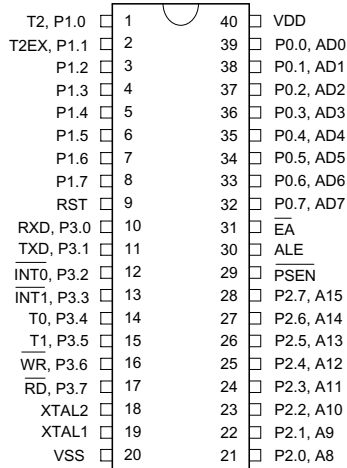 T2, P1.0 1 40 VDD
T2EX, P1.1 2 39 P0.0, AD0
P1.2 3 38 P0.1, AD1
P1.3 4 37 P0.2, AD2
P1.4 5 36 P0.3, AD3
P1.5 6 35 P0.4, AD4
P1.6 7 34 P0.5, AD5
P1.7 8 33 P0.6, AD6
RST 9 32 P0.7, AD7
RXD, P3.0 10 31 EA
TXD, P3.1 11 30 ALE
INT0, P3.2 12 29 PSEN
INT1, P3.3 13 28 P2.7, A15
T0, P3.4 14 27 P2.6, A14
T1, P3.5 15 26 P2.5, A13
WR, P3.6 16 25 P2.4, A12
RD, P3.7 17 24 P2.3, A11
XTAL2 18 23 P2.2, A10
XTAL1 19 22 P2.1, A9
VSS 20 21 P2.0, A8